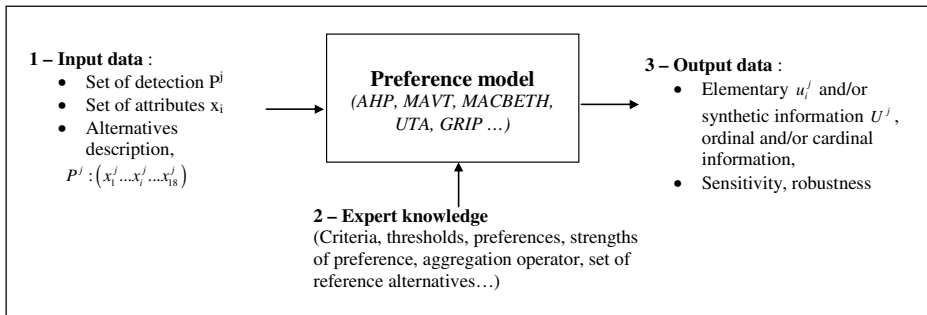 1 – Input data :
• Set of detection P^j
• Set of attributes x_i
• Alternatives
description,
P^j : (x_1^j ... x_i^j ... x_18^j)
Preference model
(AHP, MAVT, MACBETH,
UTA, GRIP …)
3 – Output data :
• Elementary u_i^j and/or
synthetic information U^j ,
ordinal and/or cardinal
information,
• Sensitivity, robustness
2 – Expert knowledge
(Criteria, thresholds, preferences, strengths
of preference, aggregation operator, set of
reference alternatives…)